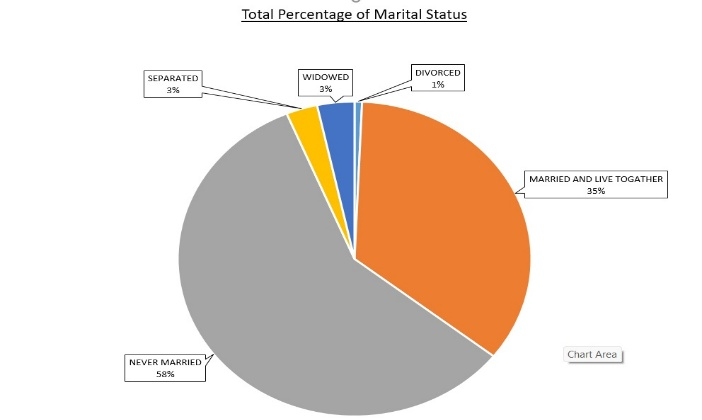 Total Percentage of Marital Status
SEPARATED
3%
WIDOWED
3%
DIVORCED
1%
MARRIED AND LIVE TOGATHER
35%
NEVER MARRIED
58%
Chart Area